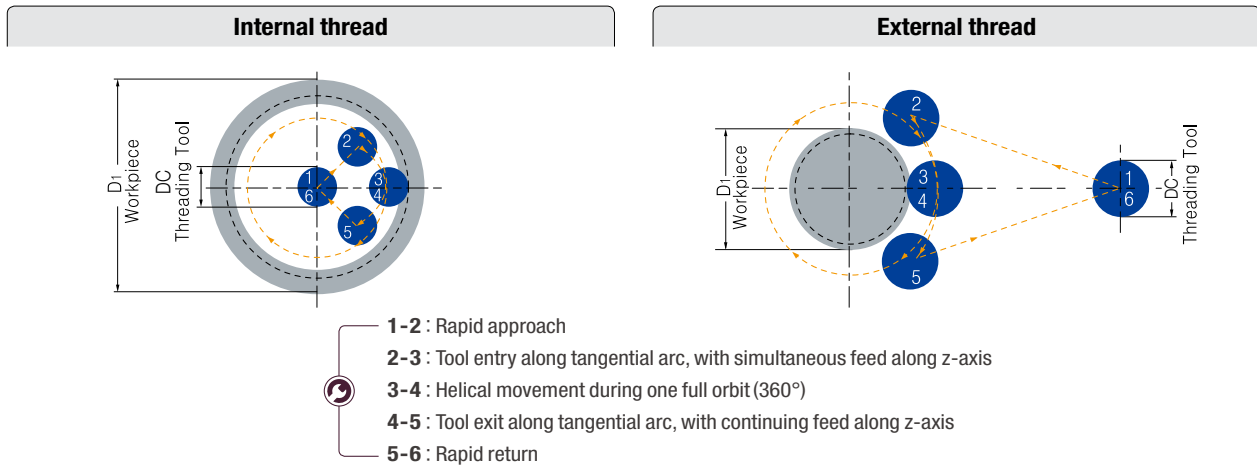 Internal thread
External thread
D1
Workpiece
DC
Threading Tool
1
6
2
3
4
5
D1
Workpiece
2
3
4
5
1
6
DC
Threading Tool
1-2 : Rapid approach
2-3 : Tool entry along tangential arc, with simultaneous feed along z-axis
3-4 : Helical movement during one full orbit (360°)
4-5 : Tool exit along tangential arc, with continuing feed along z-axis
5-6 : Rapid return